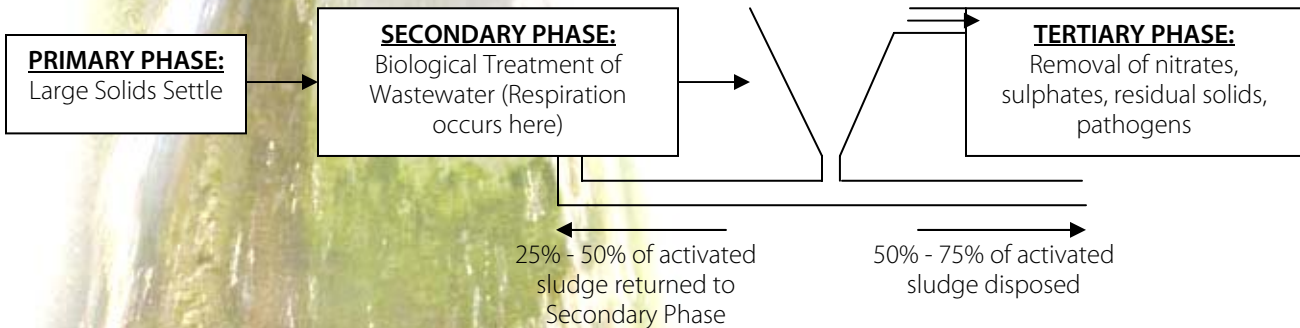 PRIMARY PHASE:
Large Solids Settle
SECONDARY PHASE:
Biological Treatment of
Wastewater (Respiration
occurs here)
TERTIARY PHASE:
Removal of nitrates,
sulphates, residual solids,
pathogens
25% - 50% of activated
sludge returned to
Secondary Phase
50% - 75% of activated
sludge disposed